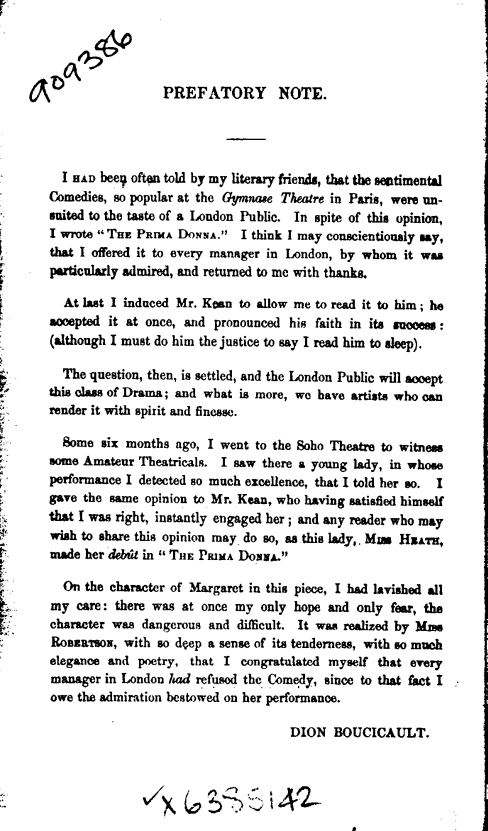 909386
PREFATORY NOTE.
I HAD been often told by my literary friends, that the sentimental
Comedies, so popular at the Gymnase Theatre in Paris, were un-
suited to the taste of a London Public. In spite of this opinion,
I wrote "THE PRIMA DONNA." I think I may conscientiously say,
that I offered it to every manager in London, by whom it was
particularly admired, and returned to me with thanks.
At last I induced Mr. Kean to allow me to read it to him; he
accepted it at once, and pronounced his faith in its success:
(although I must do him the justice to say I read him to sleep).
The question, then, is settled, and the London Public will accept
this class of Drama; and what is more, we have artists who can
render it with spirit and finesse.
Some six months ago, I went to the Soho Theatre to witness
some Amateur Theatricals. I saw there a young lady, in whose
performance I detected so much excellence, that I told her so. I
gave the same opinion to Mr. Kean, who having satisfied himself
that I was right, instantly engaged her; and any reader who may
wish to share this opinion may do so, as this lady, MISS HEATH,
made her debût in "THE PRIMA DONNA."
On the character of Margaret in this piece, I had lavished all
my care: there was at once my only hope and only fear, the
character was dangerous and difficult. It was realized by MISS
ROBERTSON, with so deep a sense of its tenderness, with so much
elegance and poetry, that I congratulated myself that every
manager in London had refused the Comedy, since to that fact I
owe the admiration bestowed on her performance.
DION BOUCICAULT.
✓X6385142